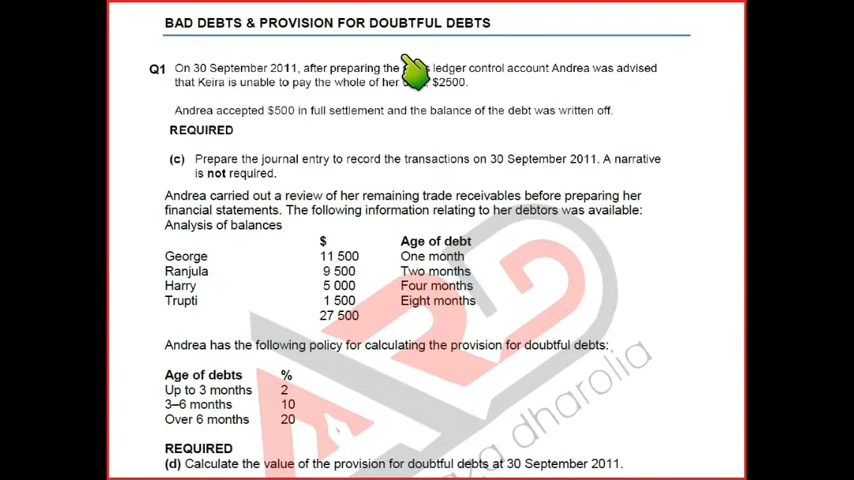 BAD DEBTS & PROVISION FOR DOUBTFUL DEBTS
Q1 On 30 September 2011, after preparing the ledger control account Andrea was advised
that Keira is unable to pay the whole of her $2500.
Andrea accepted $500 in full settlement and the balance of the debt was written off.
REQUIRED
(c) Prepare the journal entry to record the transactions on 30 September 2011. A narrative
is not required.
Andrea carried out a review of her remaining trade receivables before preparing her
financial statements. The following information relating to her debtors was available:
Analysis of balances
$ Age of debt
George 11 500 One month
Ranjula 9 500 Two months
Harry 5 000 Four months
Trupti 1 500 Eight months
27 500
Andrea has the following policy for calculating the provision for doubtful debts:
Age of debts %
Up to 3 months 2
3–6 months 10
Over 6 months 20
REQUIRED
(d) Calculate the value of the provision for doubtful debts at 30 September 2011.
dharolia